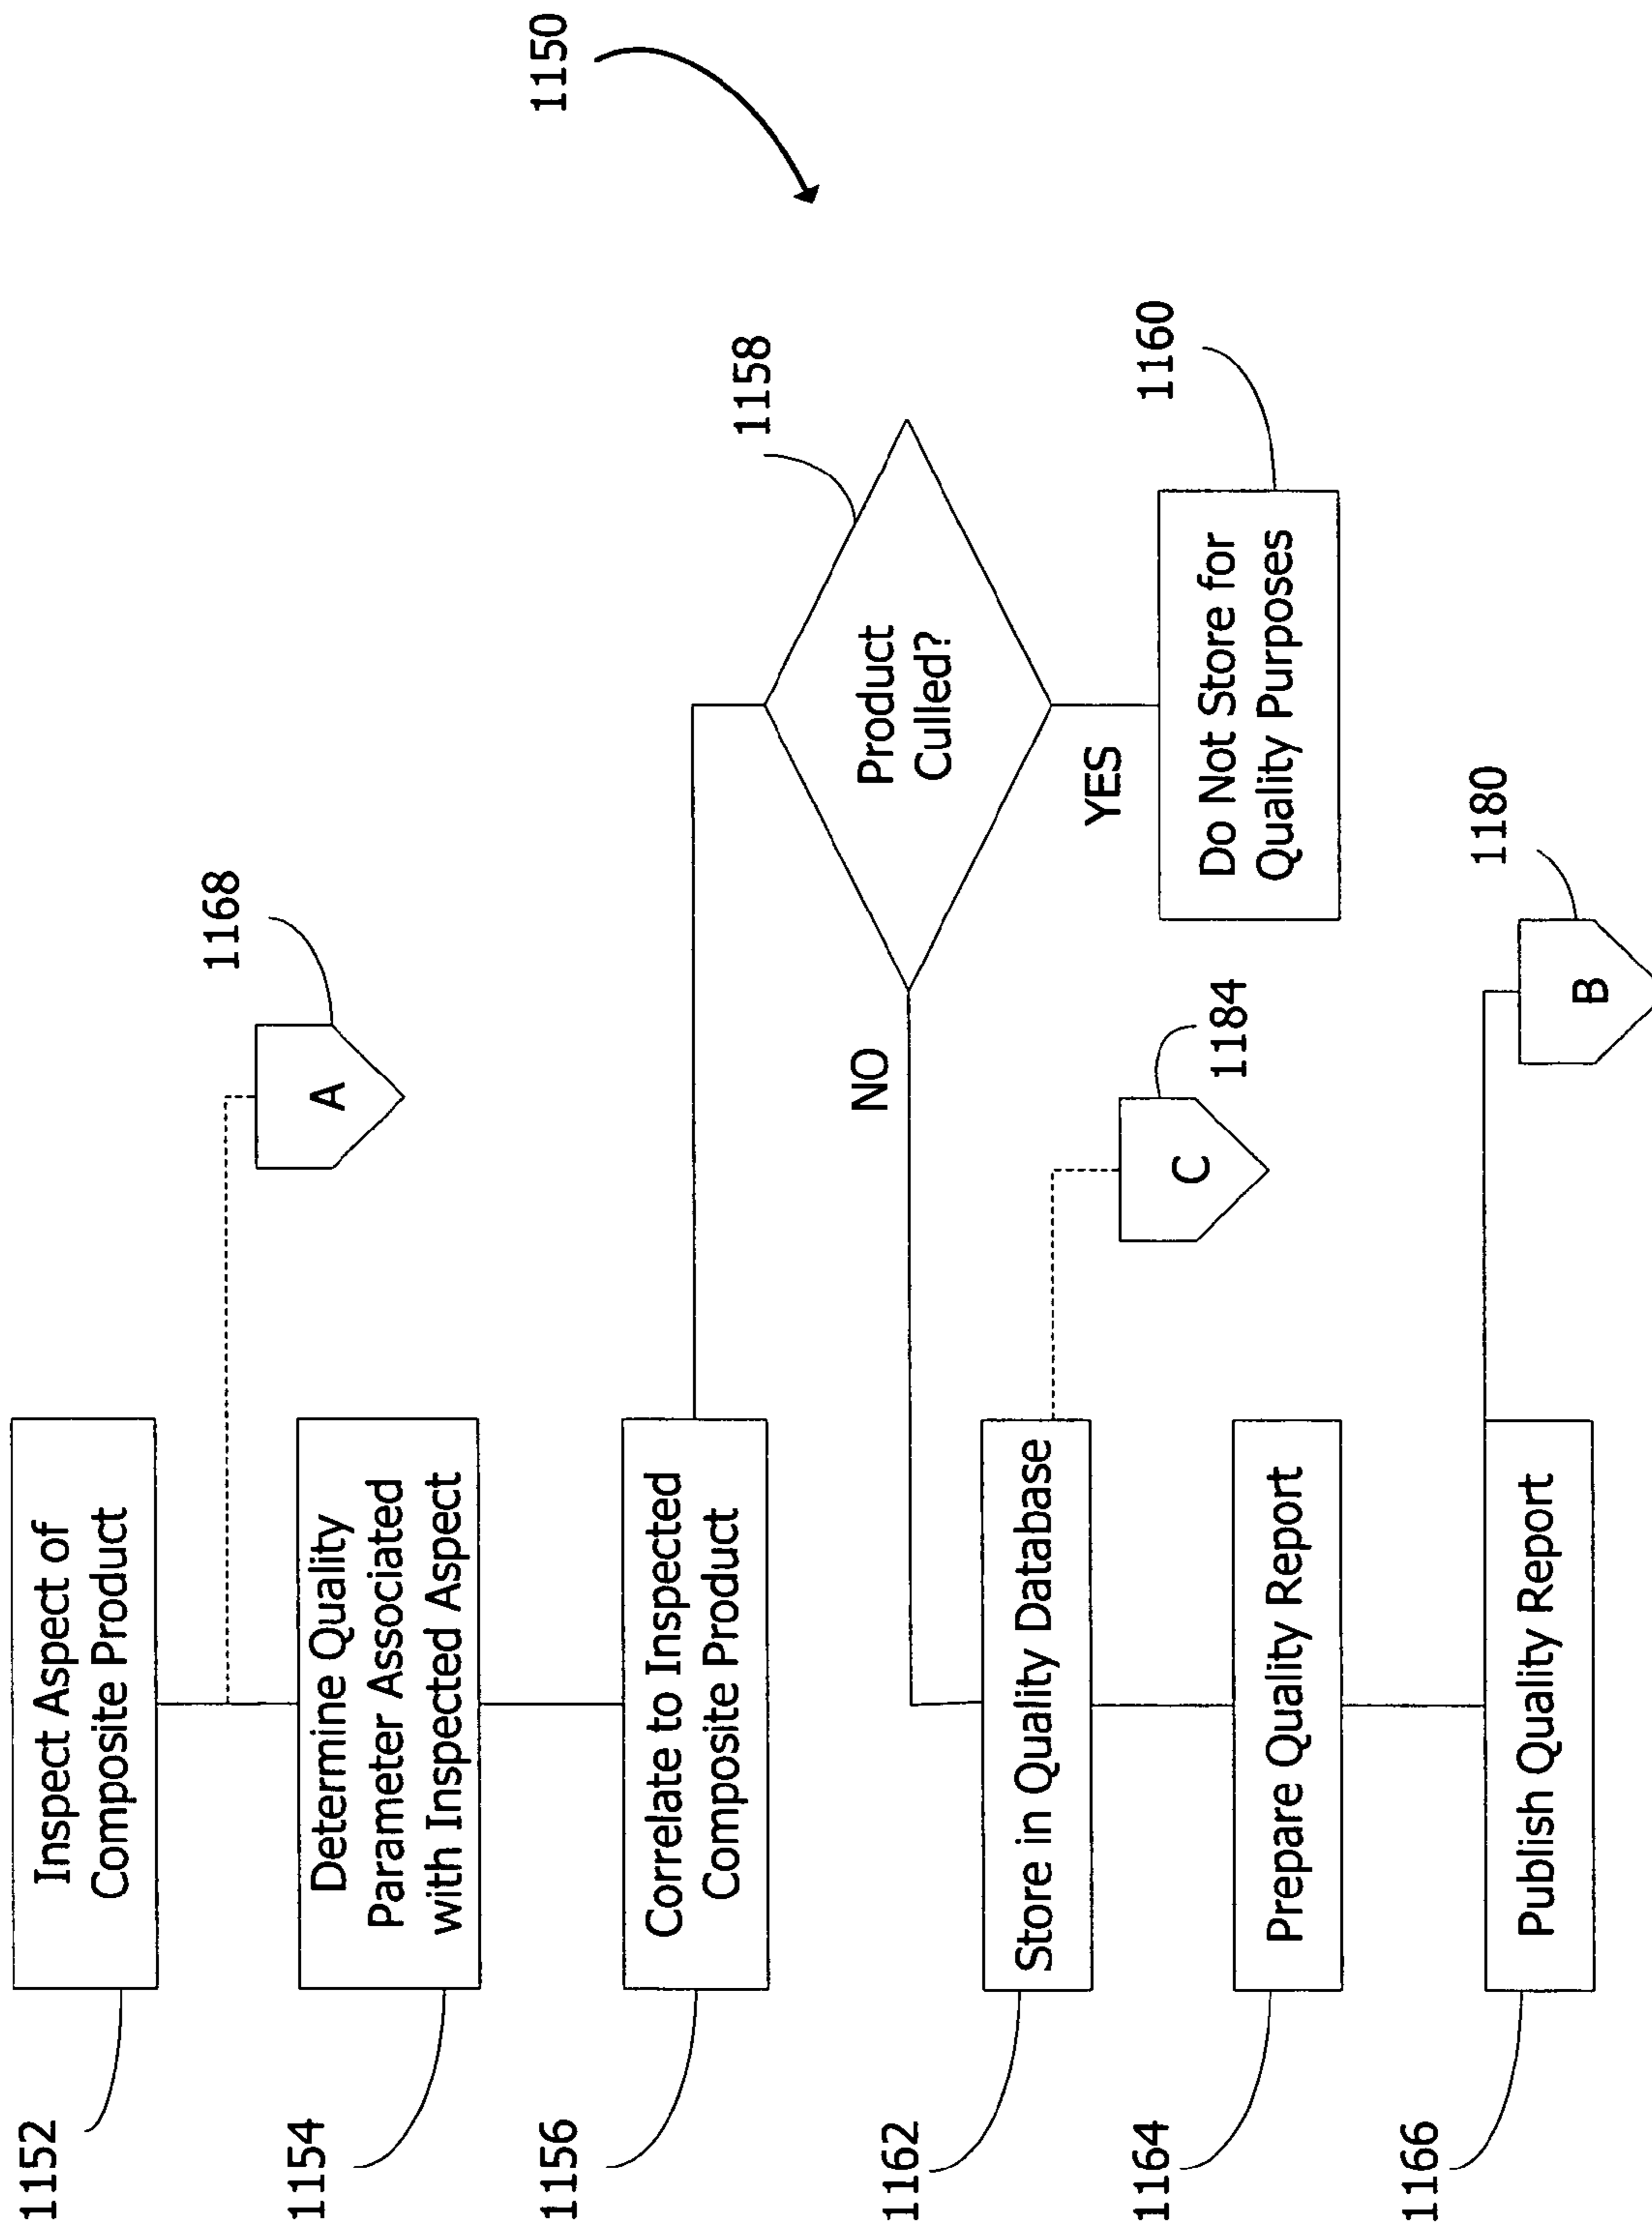 1150
1152
Inspect Aspect of
Composite Product
1168
A
1154
Determine Quality
Parameter Associated
with Inspected Aspect
1156
Correlate to Inspected
Composite Product
1158
Product
Culled?
NO
YES
1160
Do Not Store for
Quality Purposes
1162
Store in Quality Database
1184
C
1164
Prepare Quality Report
1166
Publish Quality Report
1180
B